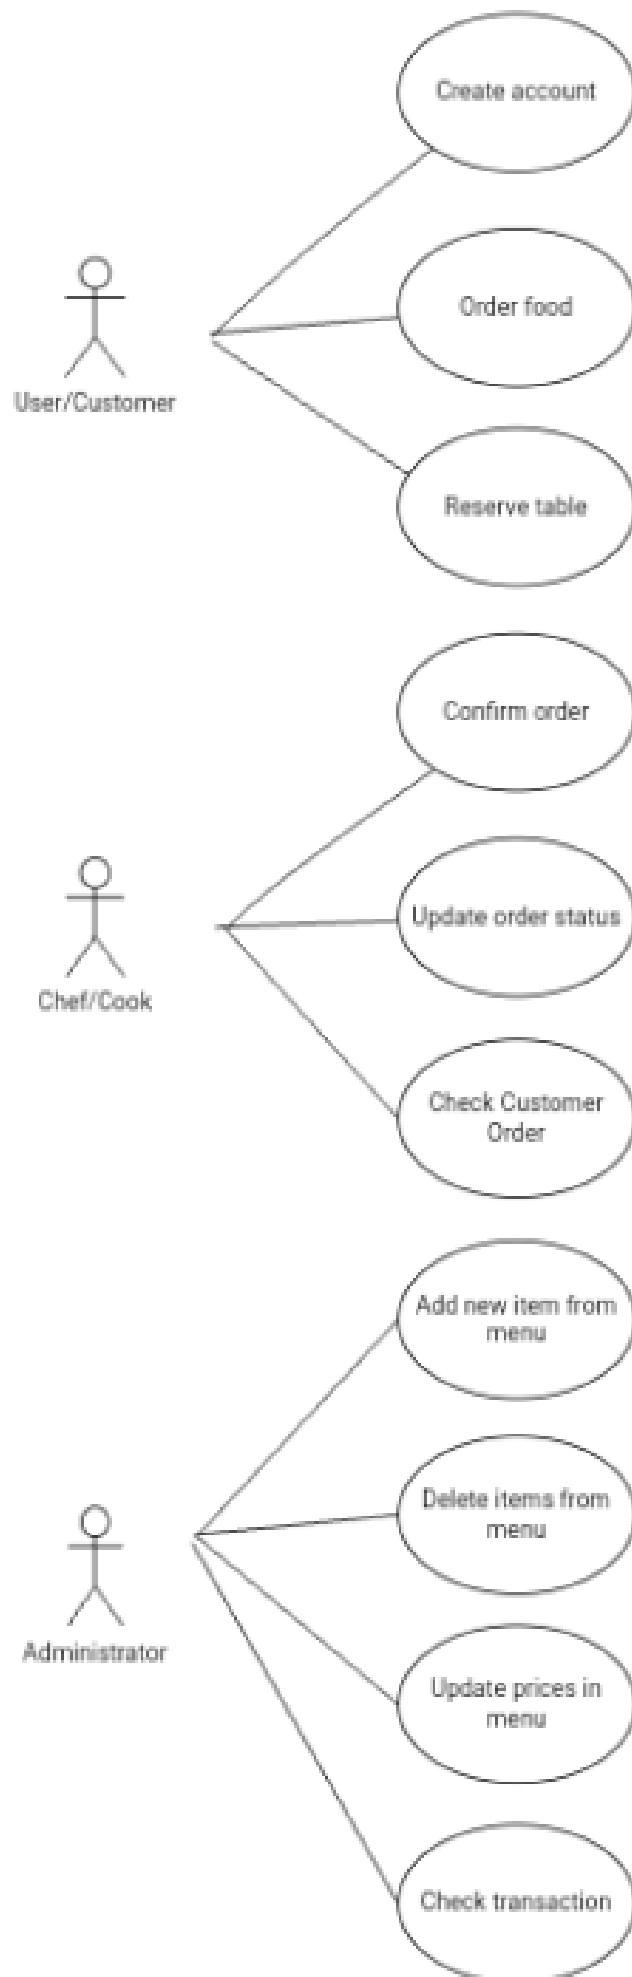 Create account
Order food
User/Customer
Reserve table
Confirm order
Update order status
Chef/Cook
Check Customer
Order
Add new item from
menu
Delete items from
menu
Administrator
Update prices in
menu
Check transaction